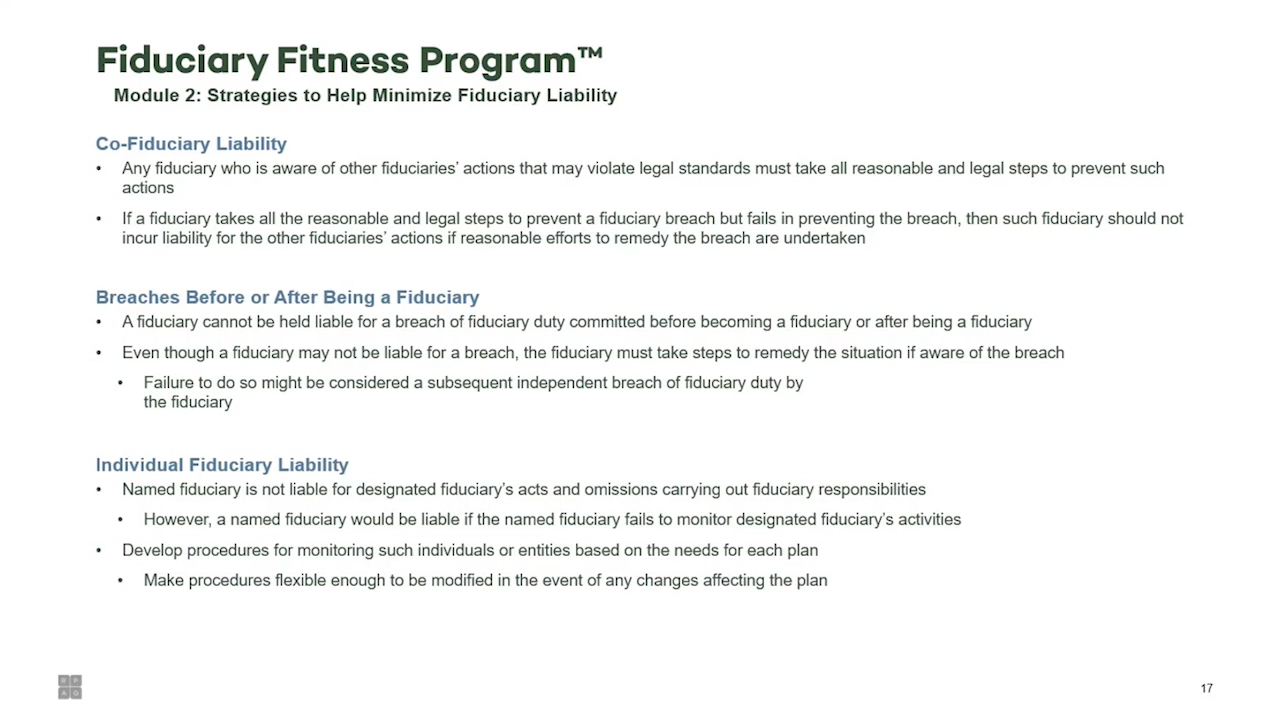 Fiduciary Fitness Program™
Module 2: Strategies to Help Minimize Fiduciary Liability
Co-Fiduciary Liability
• Any fiduciary who is aware of other fiduciaries’ actions that may violate legal standards must take all reasonable and legal steps to prevent such
actions
• If a fiduciary takes all the reasonable and legal steps to prevent a fiduciary breach but fails in preventing the breach, then such fiduciary should not
incur liability for the other fiduciaries’ actions if reasonable efforts to remedy the breach are undertaken
Breaches Before or After Being a Fiduciary
• A fiduciary cannot be held liable for a breach of fiduciary duty committed before becoming a fiduciary or after being a fiduciary
• Even though a fiduciary may not be liable for a breach, the fiduciary must take steps to remedy the situation if aware of the breach
• Failure to do so might be considered a subsequent independent breach of fiduciary duty by
the fiduciary
Individual Fiduciary Liability
• Named fiduciary is not liable for designated fiduciary’s acts and omissions carrying out fiduciary responsibilities
• However, a named fiduciary would be liable if the named fiduciary fails to monitor designated fiduciary’s activities
• Develop procedures for monitoring such individuals or entities based on the needs for each plan
• Make procedures flexible enough to be modified in the event of any changes affecting the plan
R P
A G
17